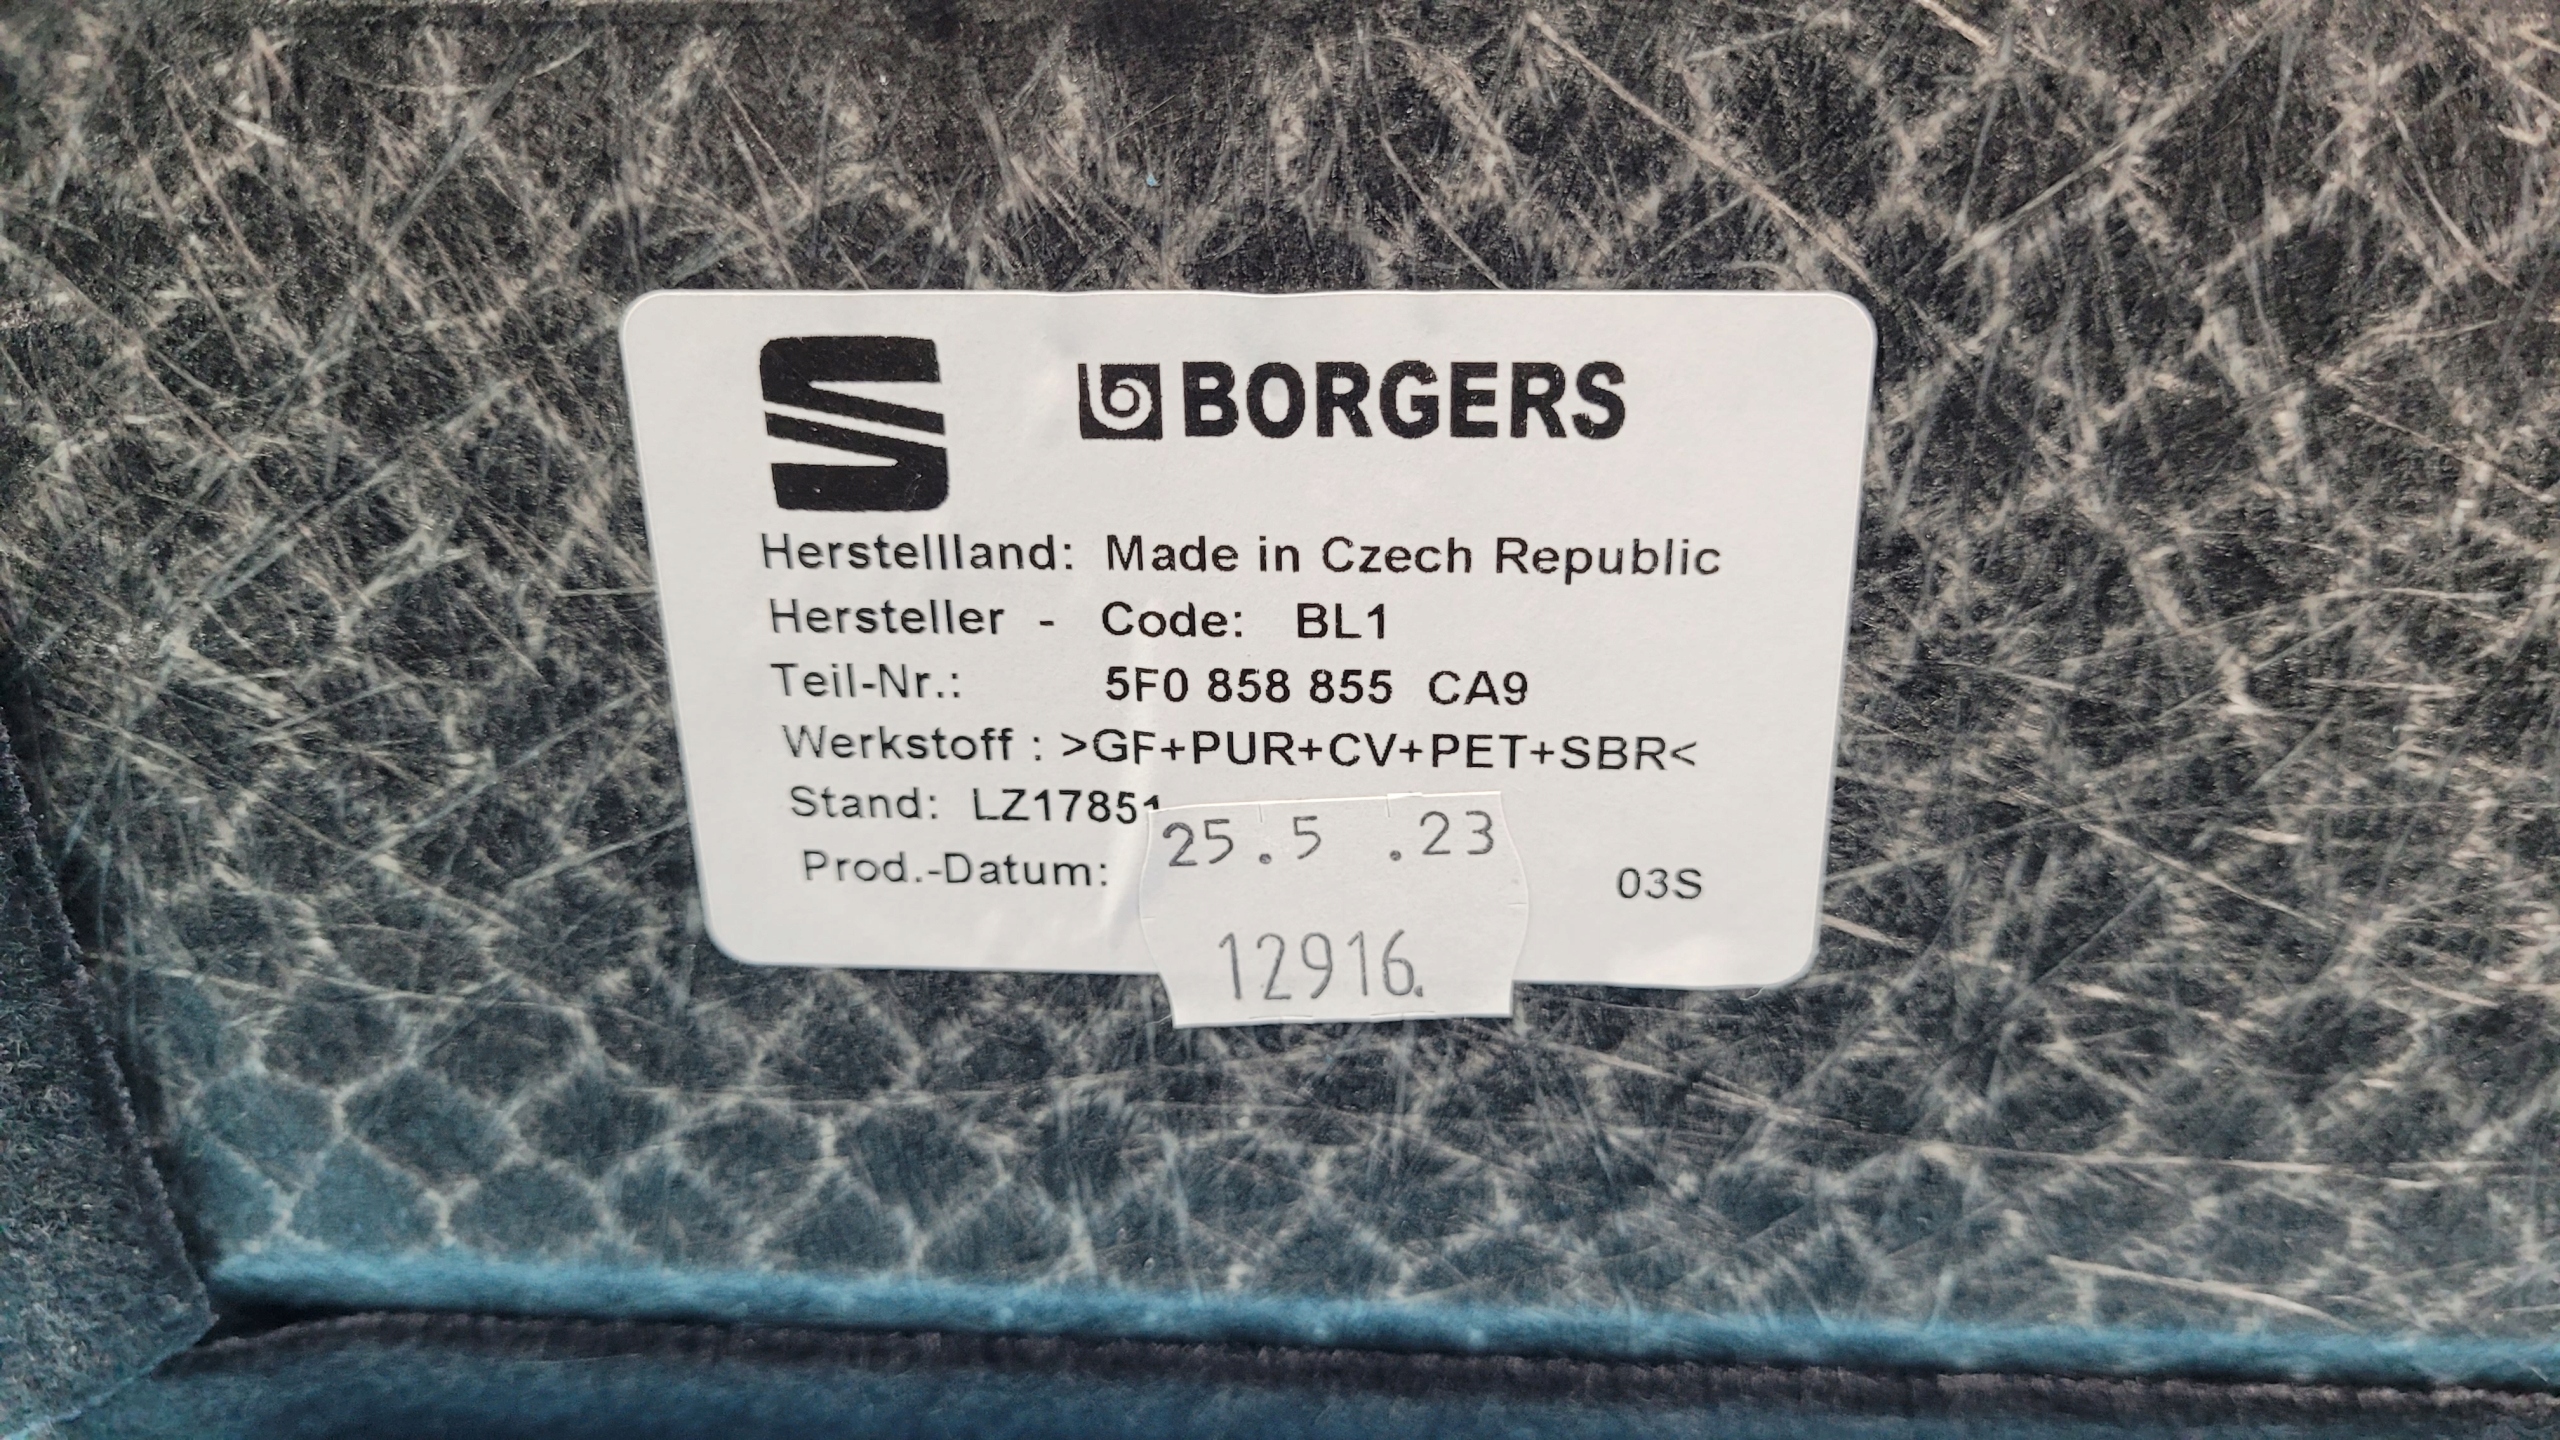 BORGERS
Herstellland: Made in Czech Republic
Hersteller - Code: BL1
Teil-Nr.: 5F0 858 855 CA9
Werkstoff : >GF+PUR+CV+PET+SBR<
Stand: LZ17851
25.5.23
Prod.-Datum: 03S
12916.